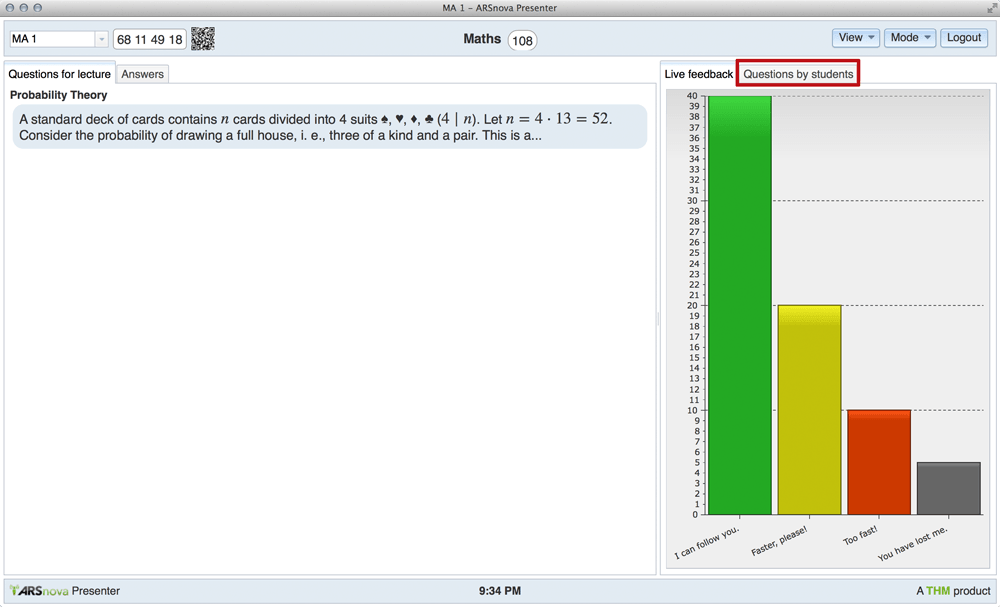 MA 1 – ARSnova Presenter
MA 1
68 11 49 18
Maths 108
View
Mode
Logout
Questions for lecture
Answers
Probability Theory
A standard deck of cards contains n cards divided into 4 suits ♠, ♥, ♦, ♣ (4 | n). Let n = 4 · 13 = 52.
Consider the probability of drawing a full house, i. e., three of a kind and a pair. This is a...
Live feedback
Questions by students
40
39
38
37
36
35
34
33
32
31
30
29
28
27
26
25
24
23
22
21
20
19
18
17
16
15
14
13
12
11
10
9
8
7
6
5
4
3
2
1
0
I can follow you.
Faster, please!
Too fast!
You have lost me.
ARSnova Presenter
9:34 PM
A THM product